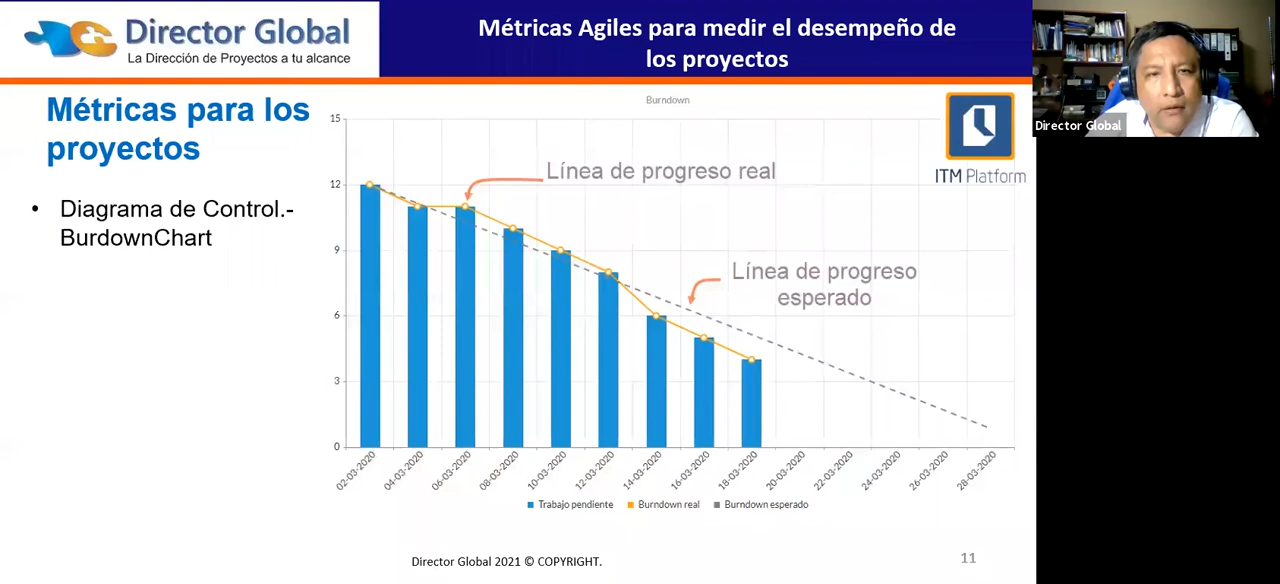 Director Global
La Dirección de Proyectos a tu alcance
Métricas Agiles para medir el desempeño de
los proyectos
Director Global
Métricas para los
proyectos
• Diagrama de Control.-
BurdownChart
Burndown
ITM Platform
Línea de progreso real
Línea de progreso
esperado
15
12
9
6
3
0
02-03-2020
04-03-2020
06-03-2020
08-03-2020
10-03-2020
12-03-2020
14-03-2020
16-03-2020
18-03-2020
20-03-2020
22-03-2020
24-03-2020
26-03-2020
28-03-2020
Trabajo pendiente Burndown real Burndown esperado
Director Global 2021 © COPYRIGHT.
11